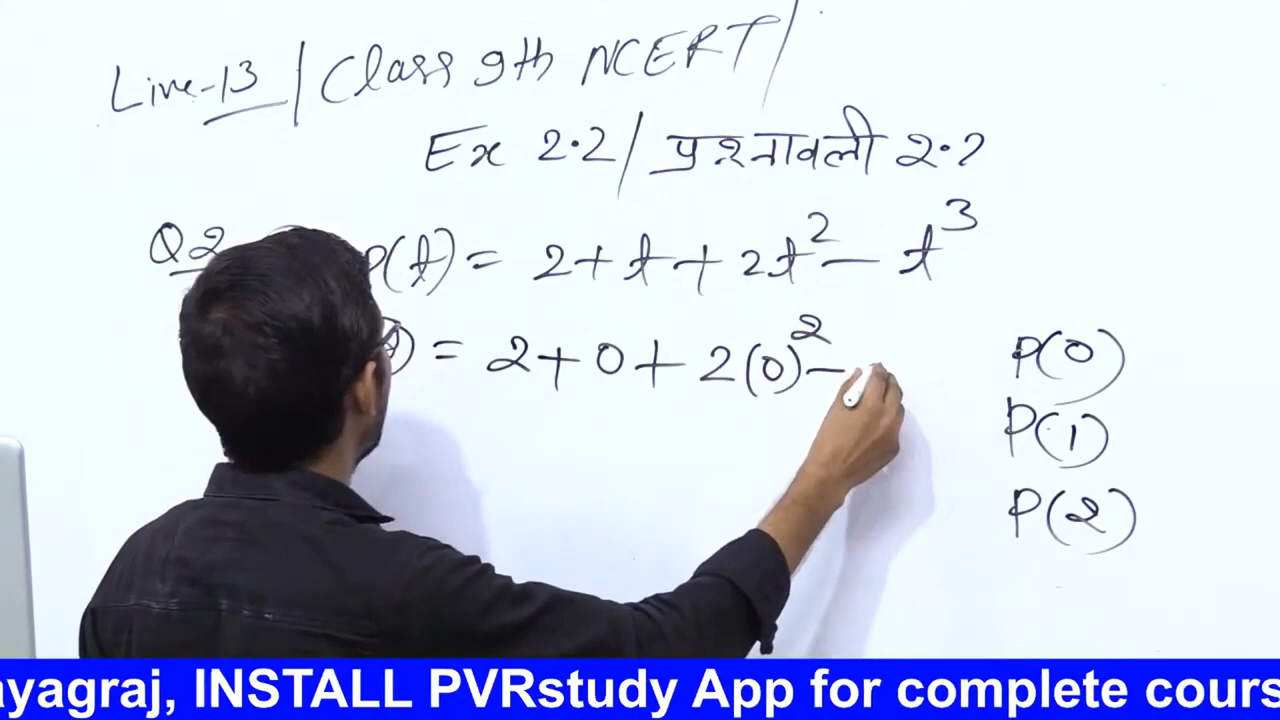 Live-13 / Class 9th NCERT /
Ex 2.2 / प्रश्नावली 2.2
Q2 P(t) = 2 + t + 2t² - t³
= 2 + 0 + 2(0)² -
P(0)
P(1)
P(2)
ayagraj, INSTALL PVRstudy App for complete cours